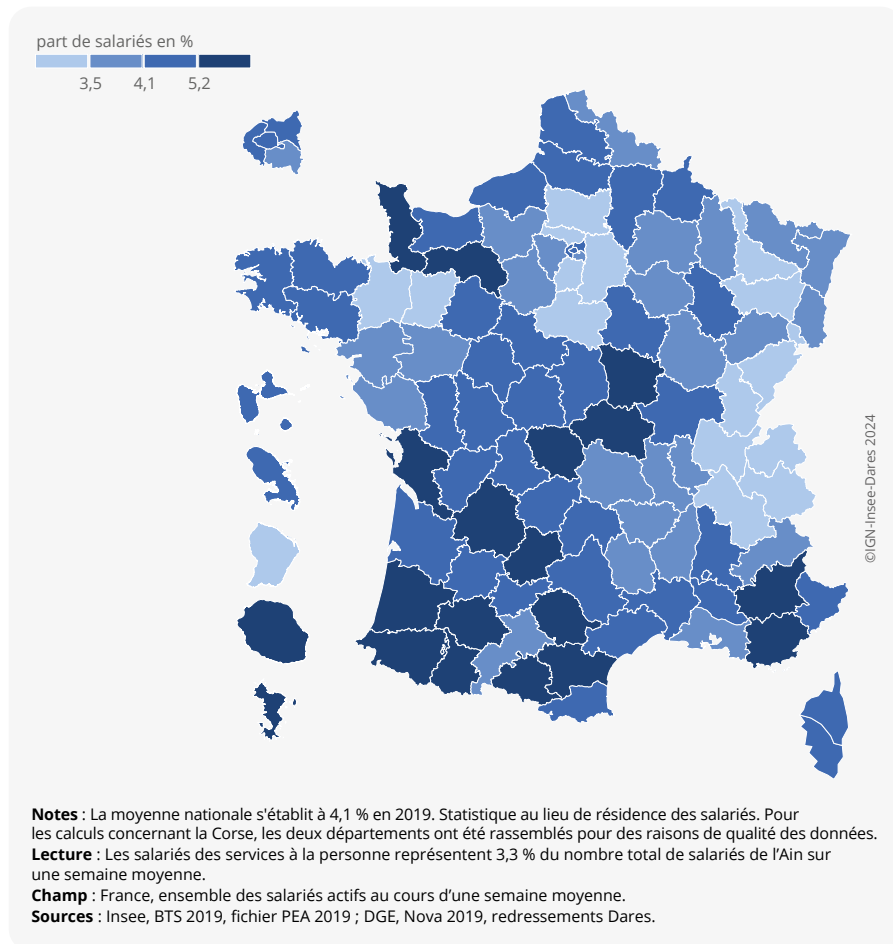 part de salariés en %
3,5 4,1 5,2
©IGN-Insee-Dares 2024
Notes : La moyenne nationale s'établit à 4,1 % en 2019. Statistique au lieu de résidence des salariés. Pour
les calculs concernant la Corse, les deux départements ont été rassemblés pour des raisons de qualité des données.
Lecture : Les salariés des services à la personne représentent 3,3 % du nombre total de salariés de l’Ain sur
une semaine moyenne.
Champ : France, ensemble des salariés actifs au cours d’une semaine moyenne.
Sources : Insee, BTS 2019, fichier PEA 2019 ; DGE, Nova 2019, redressements Dares.